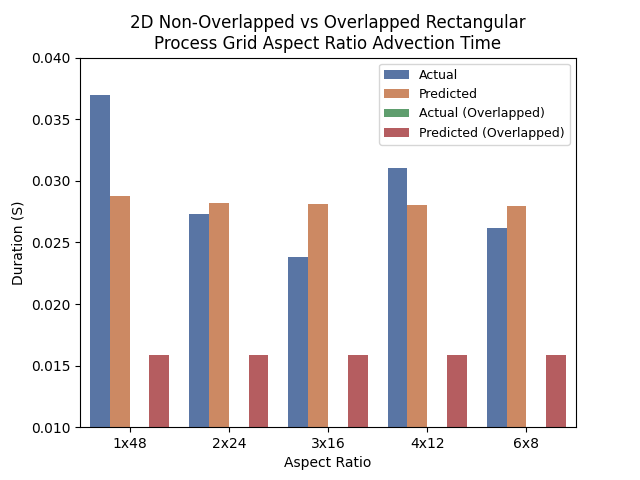 2D Non-Overlapped vs Overlapped Rectangular
Process Grid Aspect Ratio Advection Time
Actual
Predicted
Actual (Overlapped)
Predicted (Overlapped)
Duration (S)
0.040
0.035
0.030
0.025
0.020
0.015
0.010
1x48
2x24
3x16
4x12
6x8
Aspect Ratio